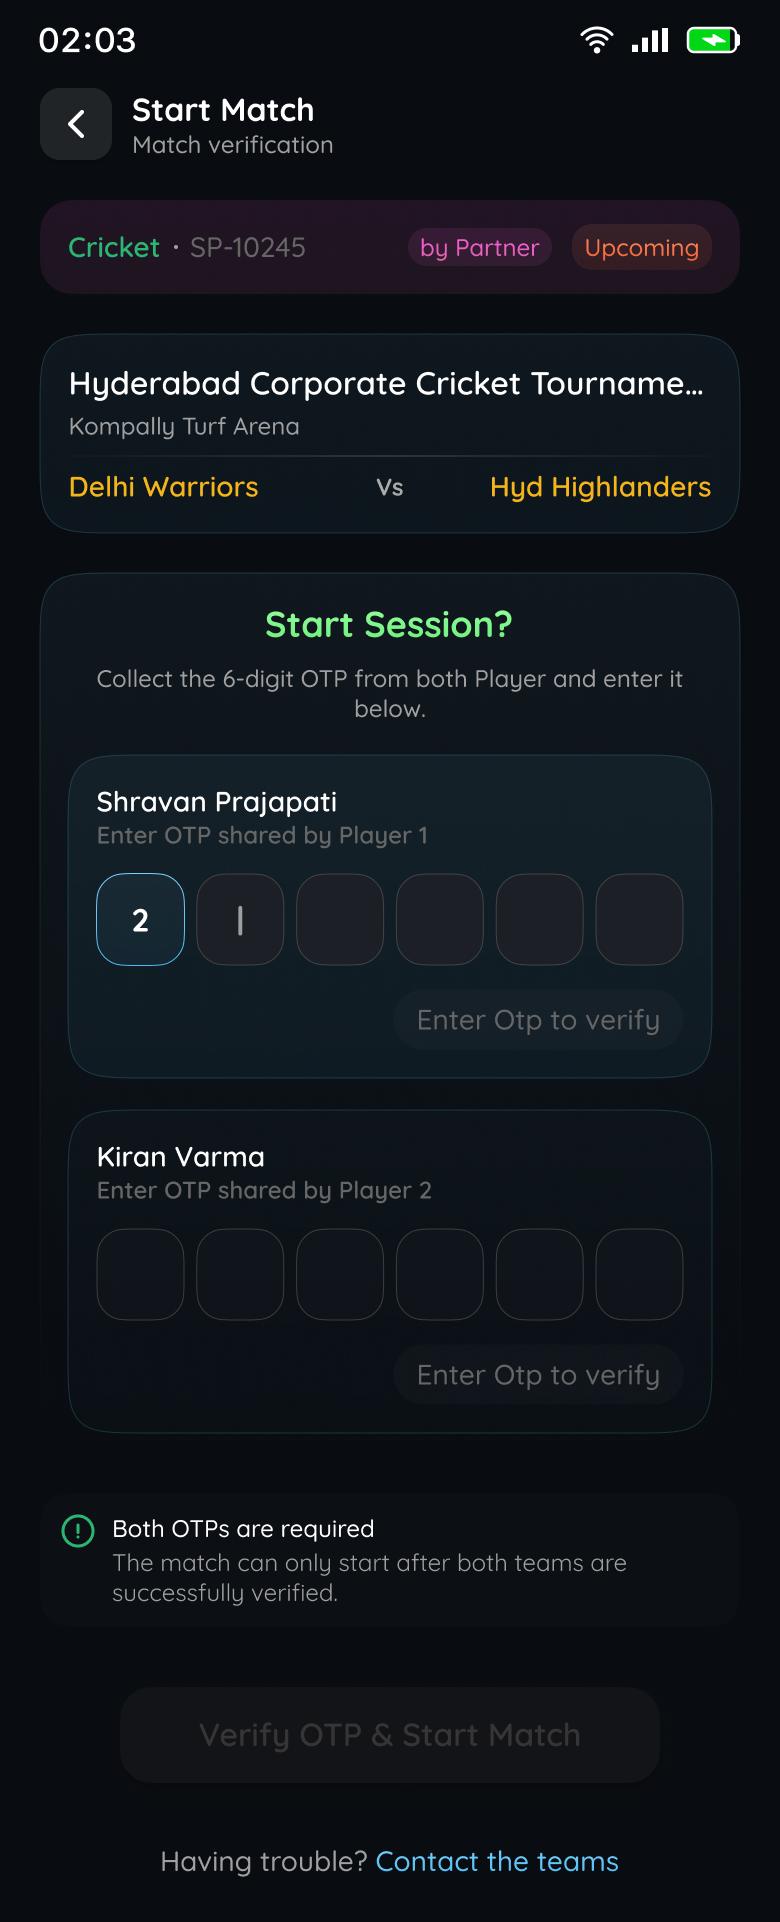 02:03
Start Match
Match verification
Cricket · SP-10245 by Partner Upcoming
Hyderabad Corporate Cricket Tourname...
Kompally Turf Arena
Delhi Warriors Vs Hyd Highlanders
Start Session?
Collect the 6-digit OTP from both Player and enter it
below.
Shravan Prajapati
Enter OTP shared by Player 1
2
Enter Otp to verify
Kiran Varma
Enter OTP shared by Player 2
Enter Otp to verify
Both OTPs are required
The match can only start after both teams are
successfully verified.
Verify OTP & Start Match
Having trouble? Contact the teams